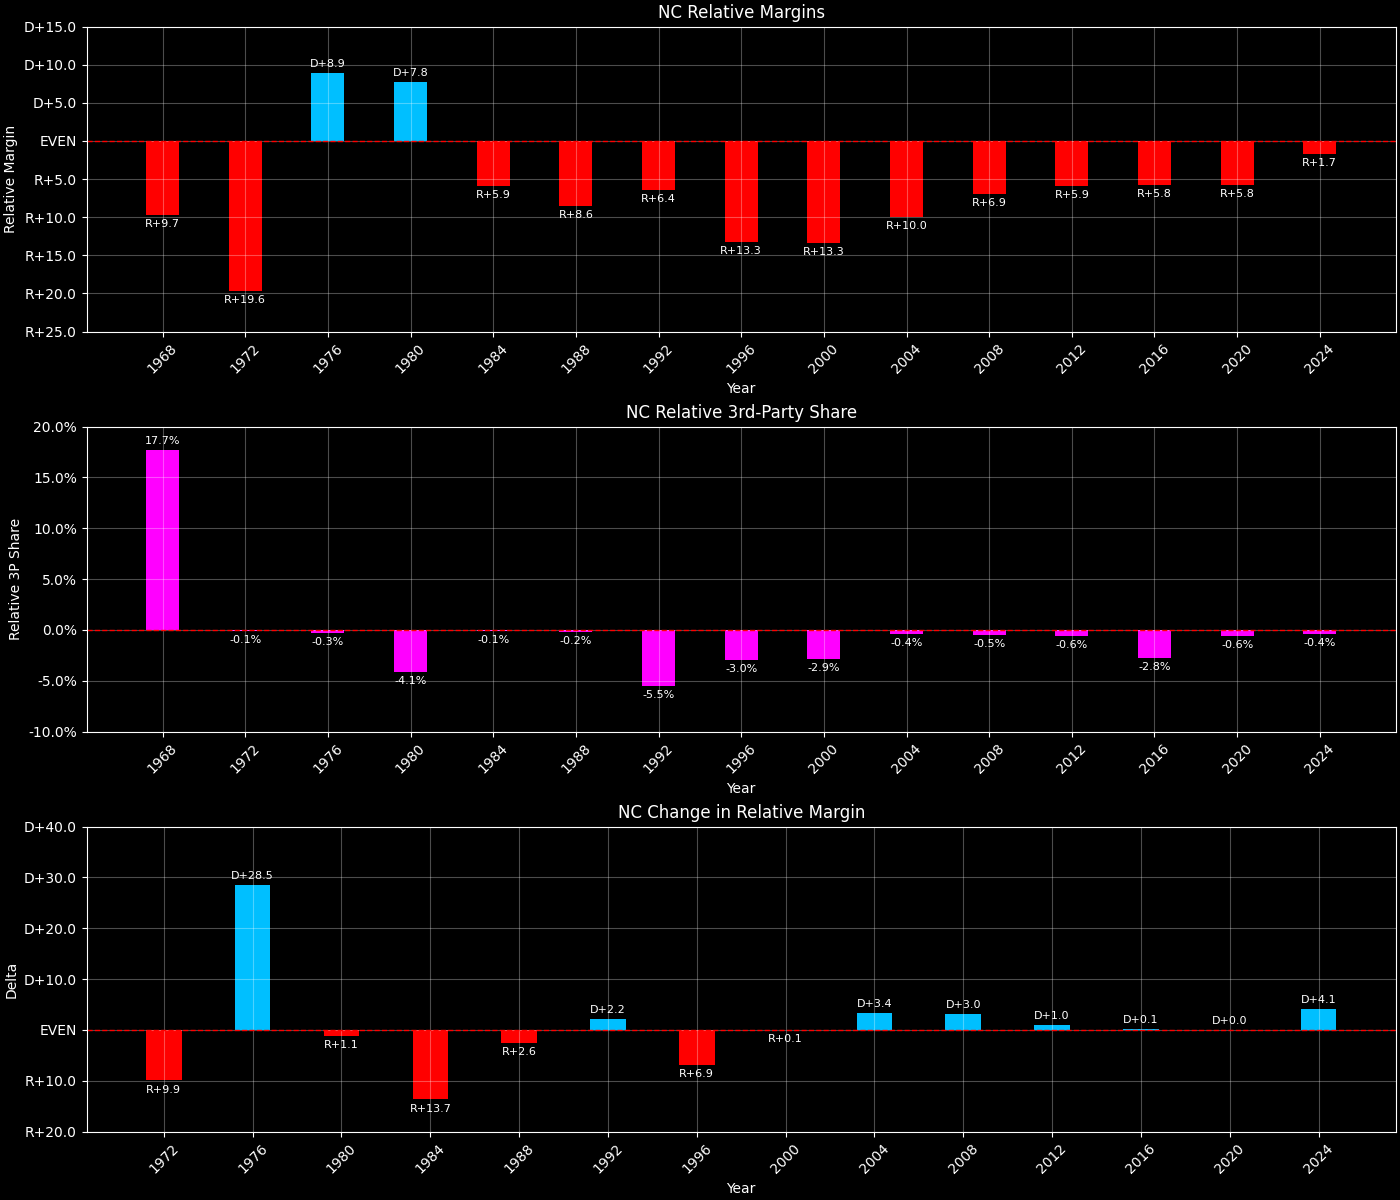 NC Relative Margins
D+15.0
D+10.0
D+5.0
EVEN
R+5.0
R+10.0
R+15.0
R+20.0
R+25.0
Relative Margin
R+9.7
R+19.6
D+8.9
D+7.8
R+5.9
R+8.6
R+6.4
R+13.3
R+13.3
R+10.0
R+6.9
R+5.9
R+5.8
R+5.8
R+1.7
1968
1972
1976
1980
1984
1988
1992
1996
2000
2004
2008
2012
2016
2020
2024
Year
NC Relative 3rd-Party Share
20.0%
15.0%
10.0%
5.0%
0.0%
-5.0%
-10.0%
Relative 3P Share
17.7%
-0.1%
-0.3%
-4.1%
-0.1%
-0.2%
-5.5%
-3.0%
-2.9%
-0.4%
-0.5%
-0.6%
-2.8%
-0.6%
-0.4%
1968
1972
1976
1980
1984
1988
1992
1996
2000
2004
2008
2012
2016
2020
2024
Year
NC Change in Relative Margin
D+40.0
D+30.0
D+20.0
D+10.0
EVEN
R+10.0
R+20.0
Delta
R+9.9
D+28.5
R+1.1
R+13.7
R+2.6
D+2.2
R+6.9
R+0.1
D+3.4
D+3.0
D+1.0
D+0.1
D+0.0
D+4.1
1972
1976
1980
1984
1988
1992
1996
2000
2004
2008
2012
2016
2020
2024
Year